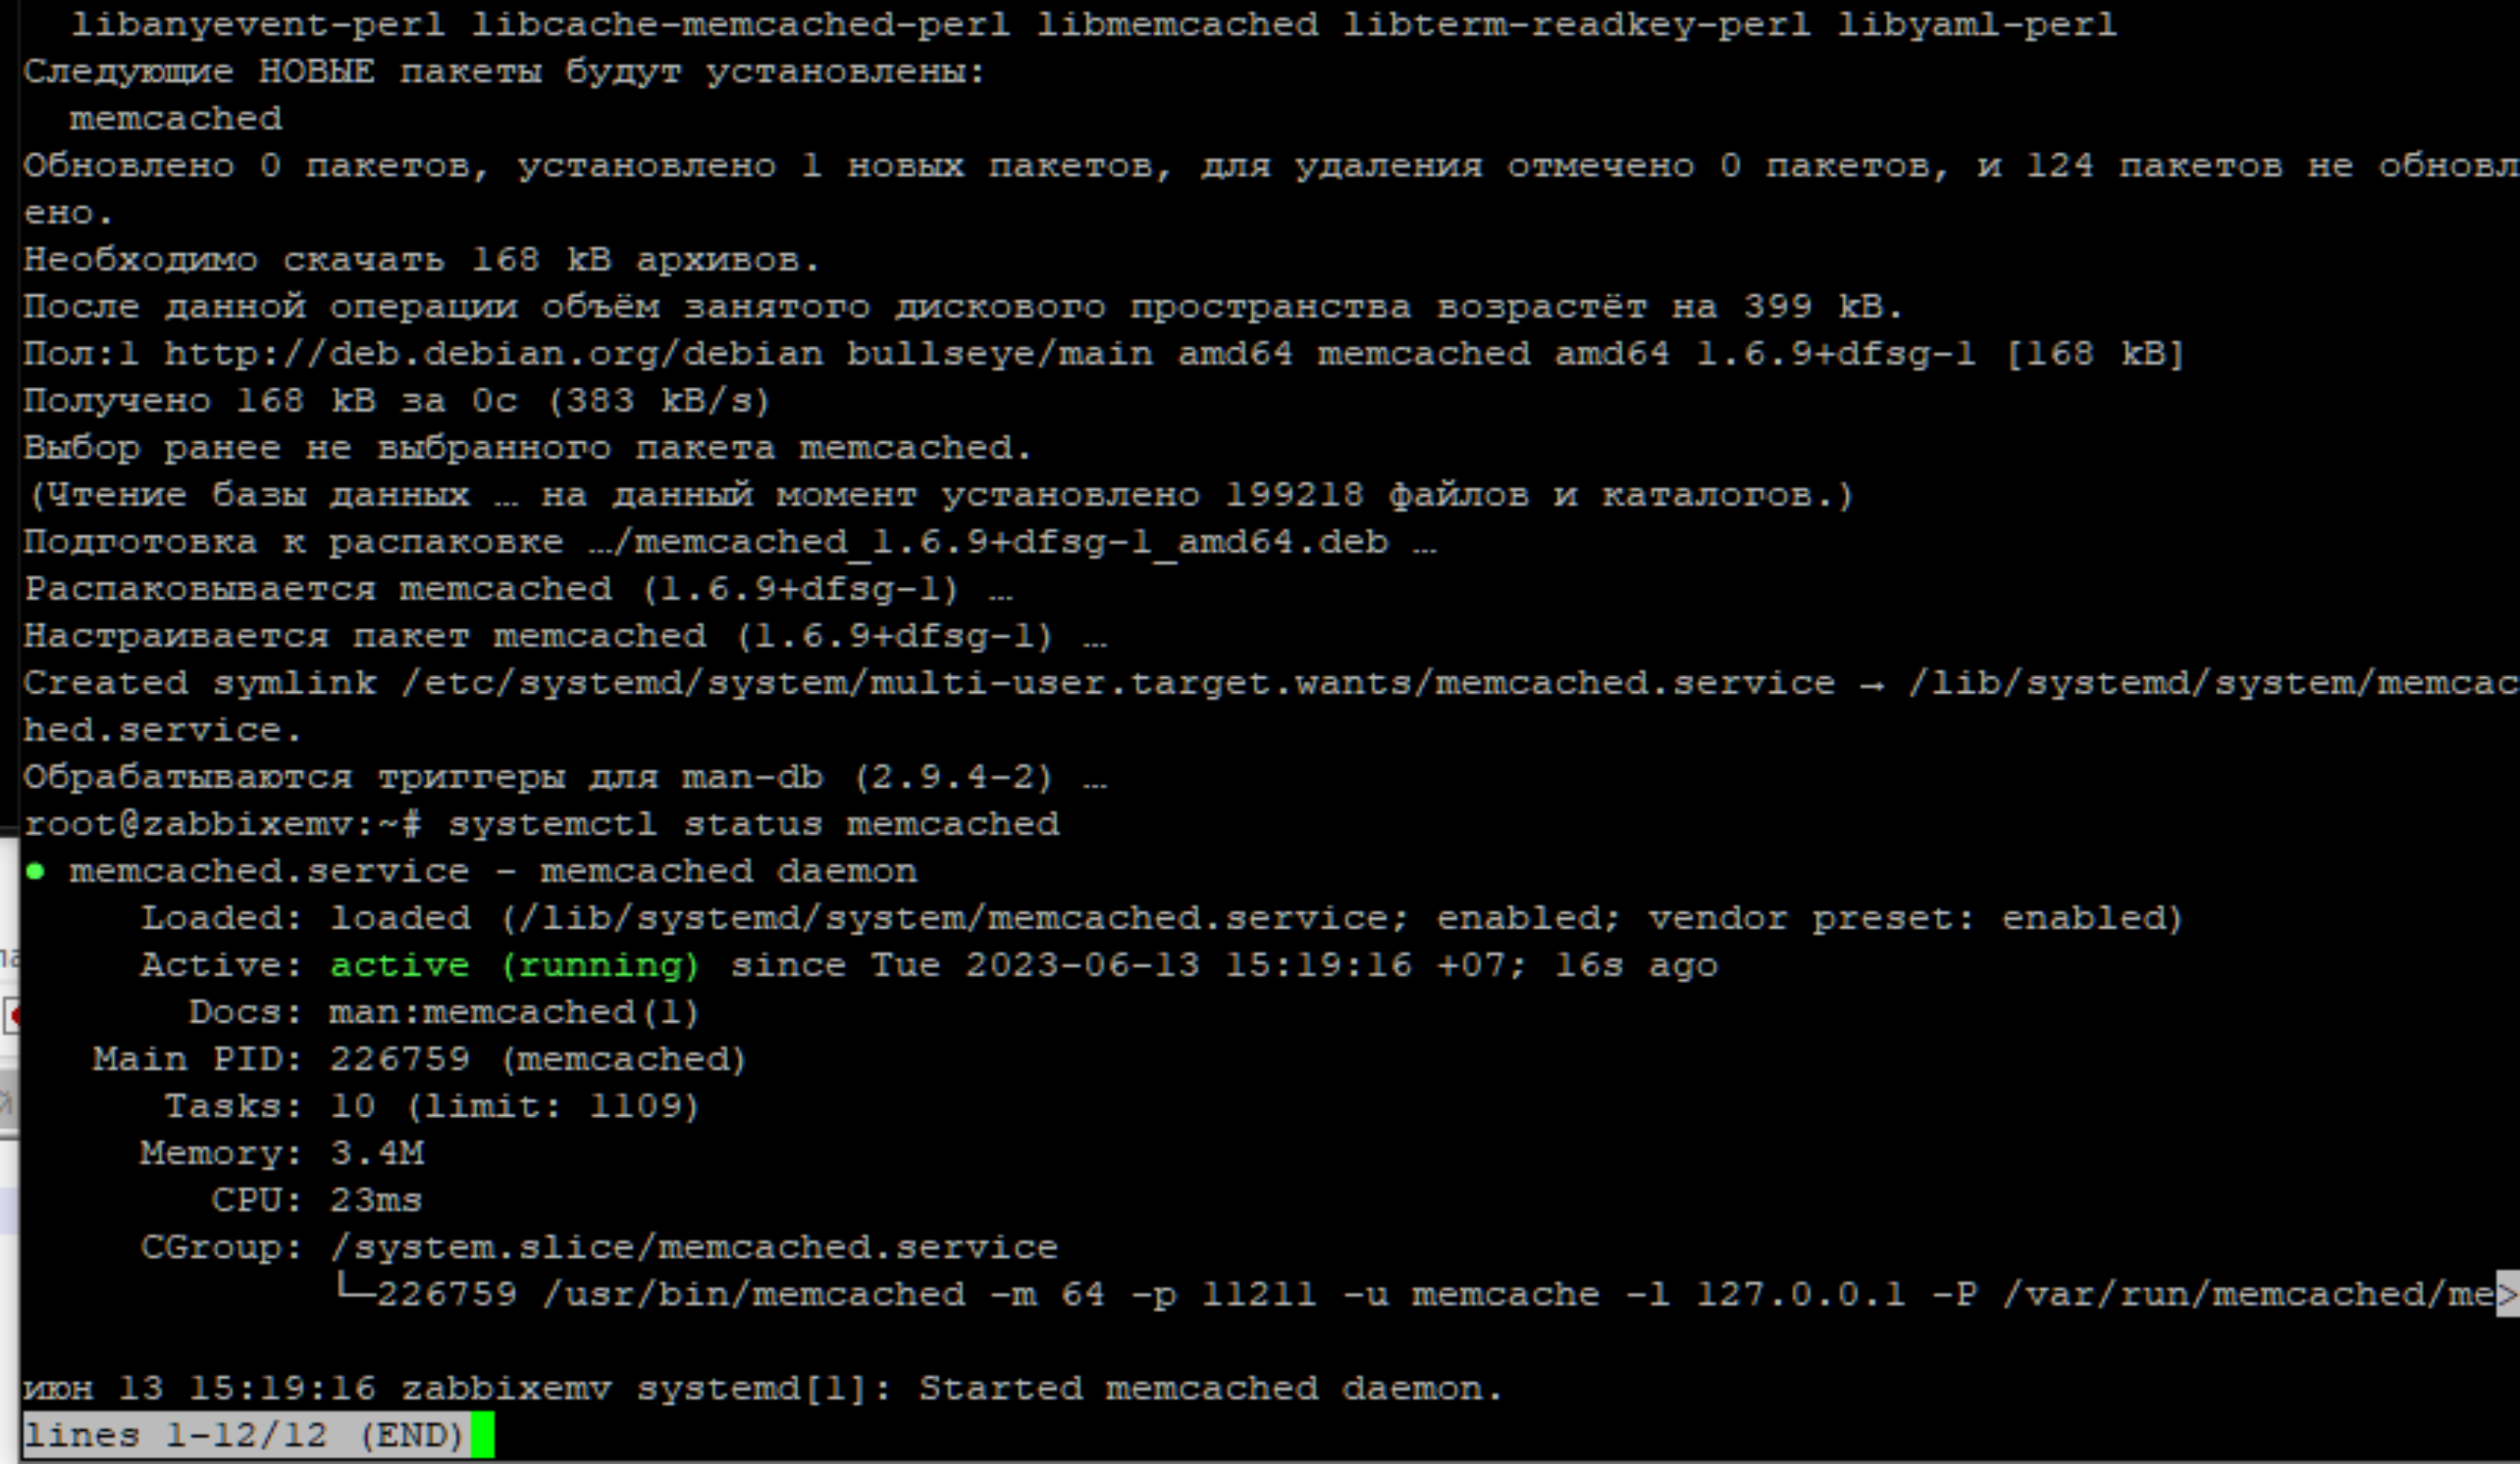 libanyevent-perl libcache-memcached-perl libmemcached libterm-readkey-perl libyaml-perl
Следующие НОВЫЕ пакеты будут установлены:
memcached
Обновлено 0 пакетов, установлено 1 новых пакетов, для удаления отмечено 0 пакетов, и 124 пакетов не обновл
ено.
Необходимо скачать 168 kB архивов.
После данной операции объём занятого дискового пространства возрастёт на 399 kB.
Пол:1 http://deb.debian.org/debian bullseye/main amd64 memcached amd64 1.6.9+dfsg-1 [168 kB]
Получено 168 kB за 0с (383 kB/s)
Выбор ранее не выбранного пакета memcached.
(Чтение базы данных … на данный момент установлено 199218 файлов и каталогов.)
Подготовка к распаковке …/memcached_1.6.9+dfsg-1_amd64.deb …
Распаковывается memcached (1.6.9+dfsg-1) …
Настраивается пакет memcached (1.6.9+dfsg-1) …
Created symlink /etc/systemd/system/multi-user.target.wants/memcached.service → /lib/systemd/system/memcac
hed.service.
Обрабатываются триггеры для man-db (2.9.4-2) …
root@zabbixemv:~# systemctl status memcached
● memcached.service - memcached daemon
Loaded: loaded (/lib/systemd/system/memcached.service; enabled; vendor preset: enabled)
Active: active (running) since Tue 2023-06-13 15:19:16 +07; 16s ago
Docs: man:memcached(1)
Main PID: 226759 (memcached)
Tasks: 10 (limit: 1109)
Memory: 3.4M
CPU: 23ms
CGroup: /system.slice/memcached.service
└─226759 /usr/bin/memcached -m 64 -p 11211 -u memcache -l 127.0.0.1 -P /var/run/memcached/me>
июн 13 15:19:16 zabbixemv systemd[1]: Started memcached daemon.
lines 1-12/12 (END)